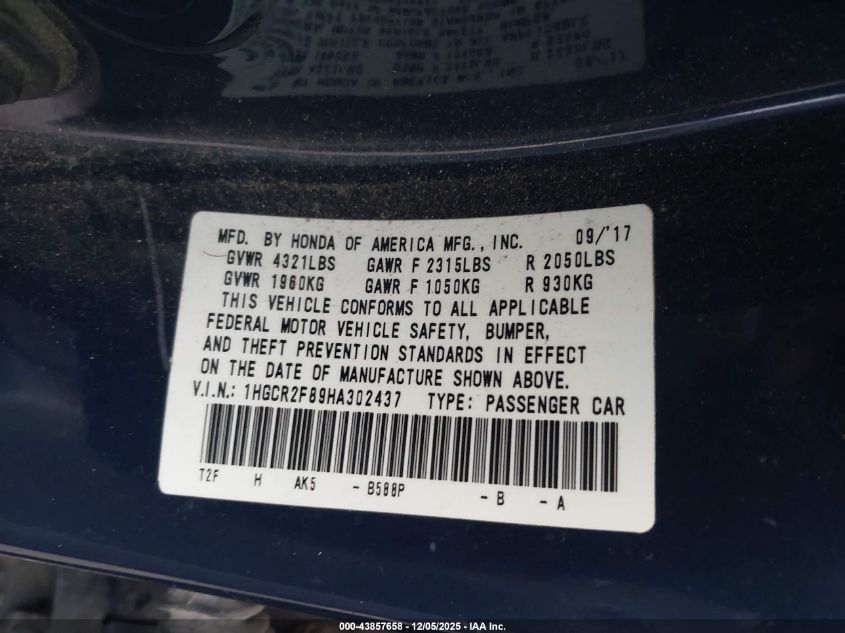 MFD. BY HONDA OF AMERICA MFG., INC. 09/'17
GVWR 4321LBS GAWR F 2315LBS R 2050LBS
GVWR 1960KG GAWR F 1050KG R 930KG
THIS VEHICLE CONFORMS TO ALL APPLICABLE
FEDERAL MOTOR VEHICLE SAFETY, BUMPER,
AND THEFT PREVENTION STANDARDS IN EFFECT
ON THE DATE OF MANUFACTURE SHOWN ABOVE.
V.I.N.: 1HGCR2F89HA302437 TYPE: PASSENGER CAR
T2F H AK5 - B588P - B - A
000-43857658 - 12/05/2025 - IAA Inc.